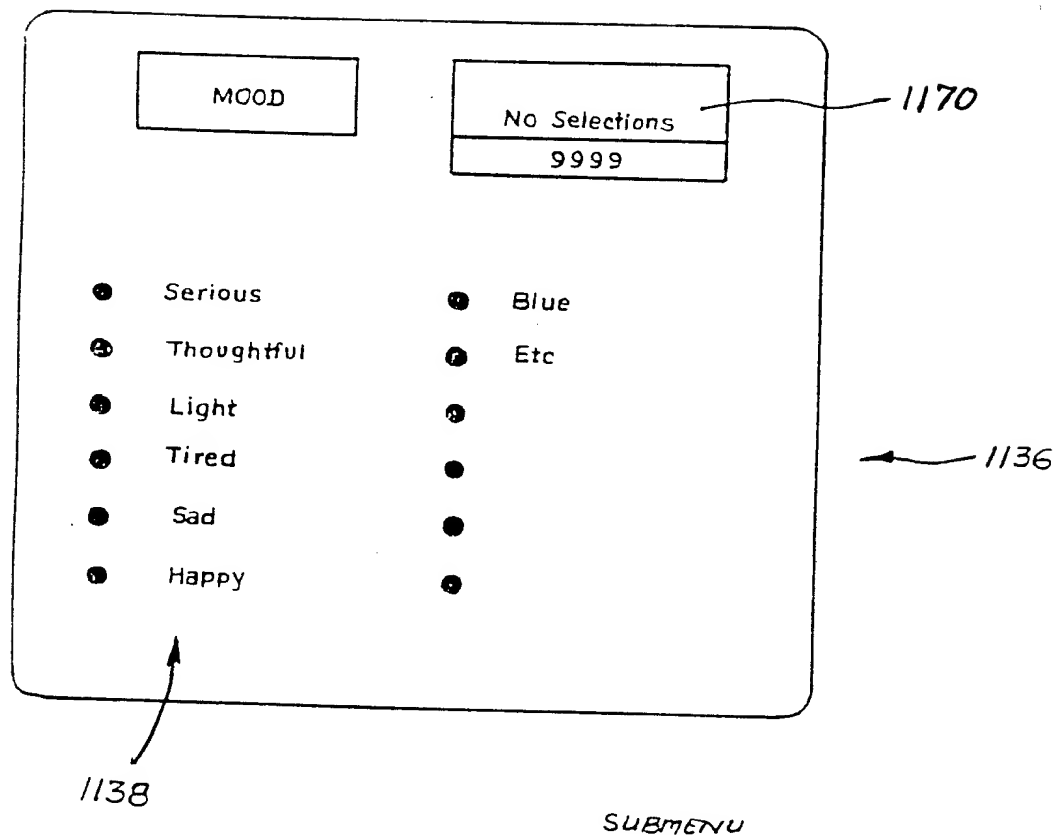 MOOD
No Selections
9999
1170
Serious
Blue
Thoughtful
Etc
Light
Tired
1136
Sad
Happy
1138
SUBMENU